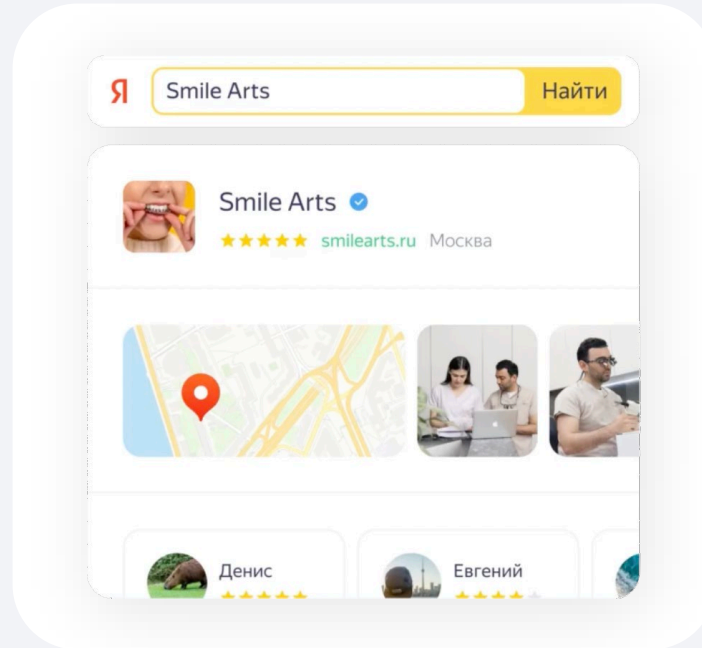 Я Smile Arts Найти
Smile Arts
smilearts.ru Москва
Денис
Евгений